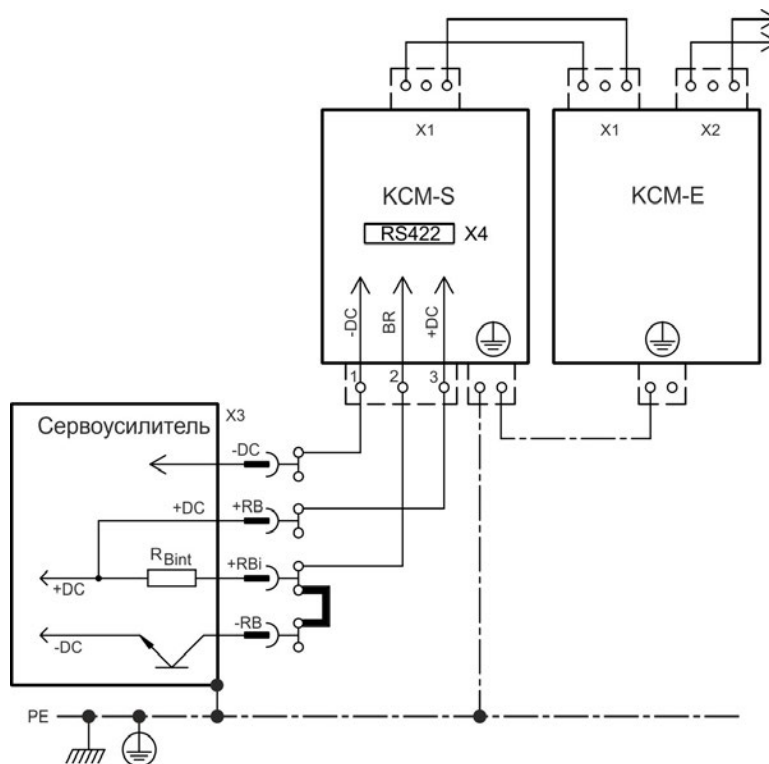 X1
X1
X2
KCM-S
KCM-E
RS422
X4
-DC
BR
+DC
1
2
3
X3
Сервоусилитель
-DC
+DC
+RB
RBint
+RBi
+DC
-RB
-DC
PE